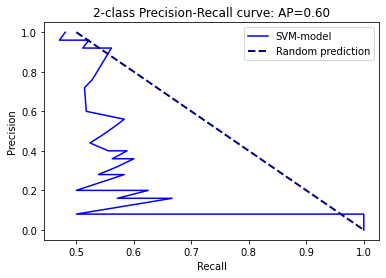 2-class Precision-Recall curve: AP=0.60
SVM-model
Random prediction
Precision
1.0
0.8
0.6
0.4
0.2
0.0
0.5
0.6
0.7
0.8
0.9
1.0
Recall